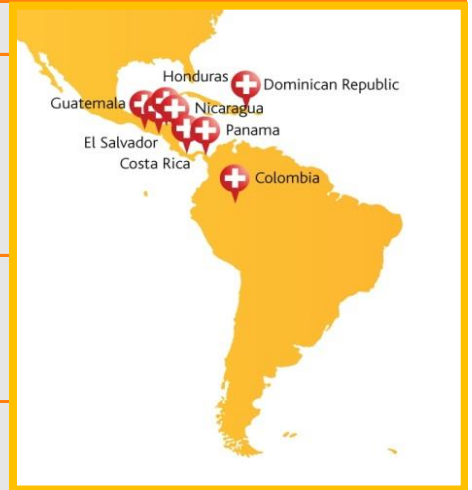 Honduras
Dominican Republic
Guatemala
Nicaragua
El Salvador
Panama
Costa Rica
Colombia